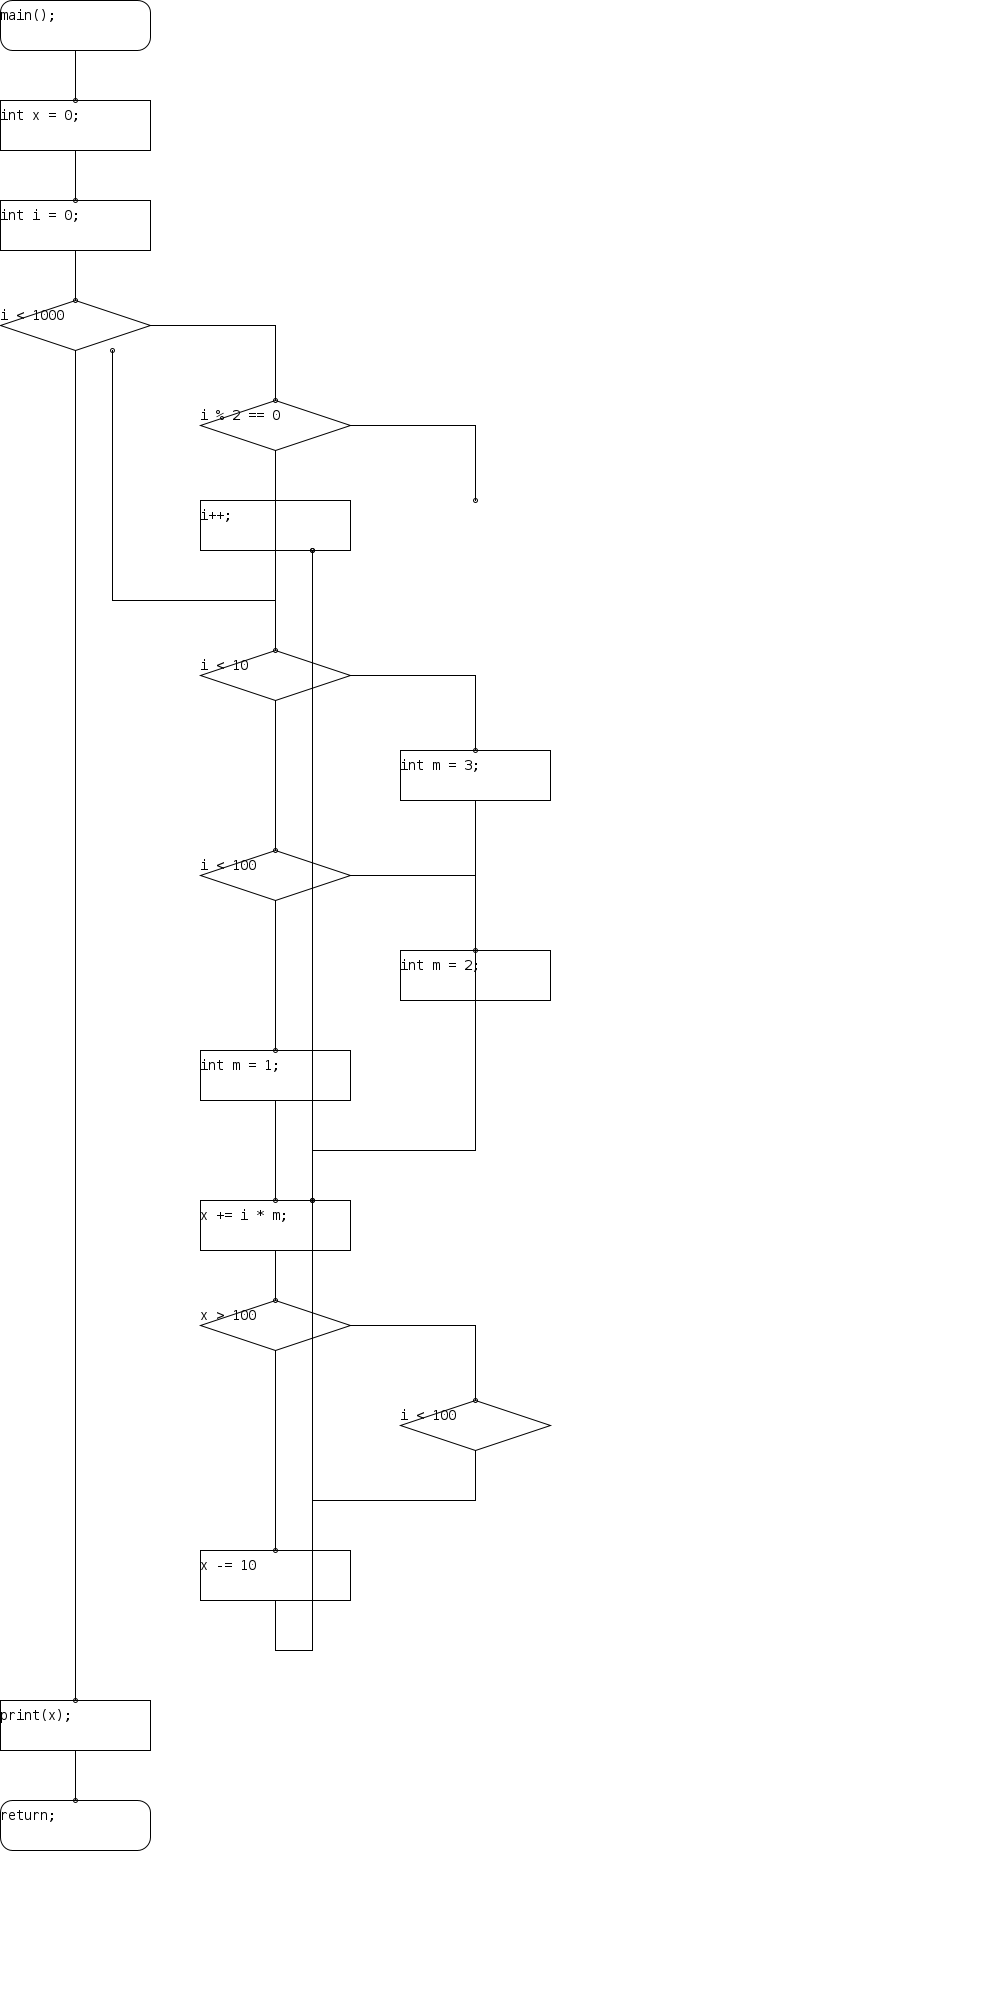 main();
int x = 0;
int i = 0;
i < 1000
i % 2 == 0
i++;
i < 10
int m = 3;
i < 100
int m = 2;
int m = 1;
x += i * m;
x > 100
i < 100
x -= 10
print(x);
return;